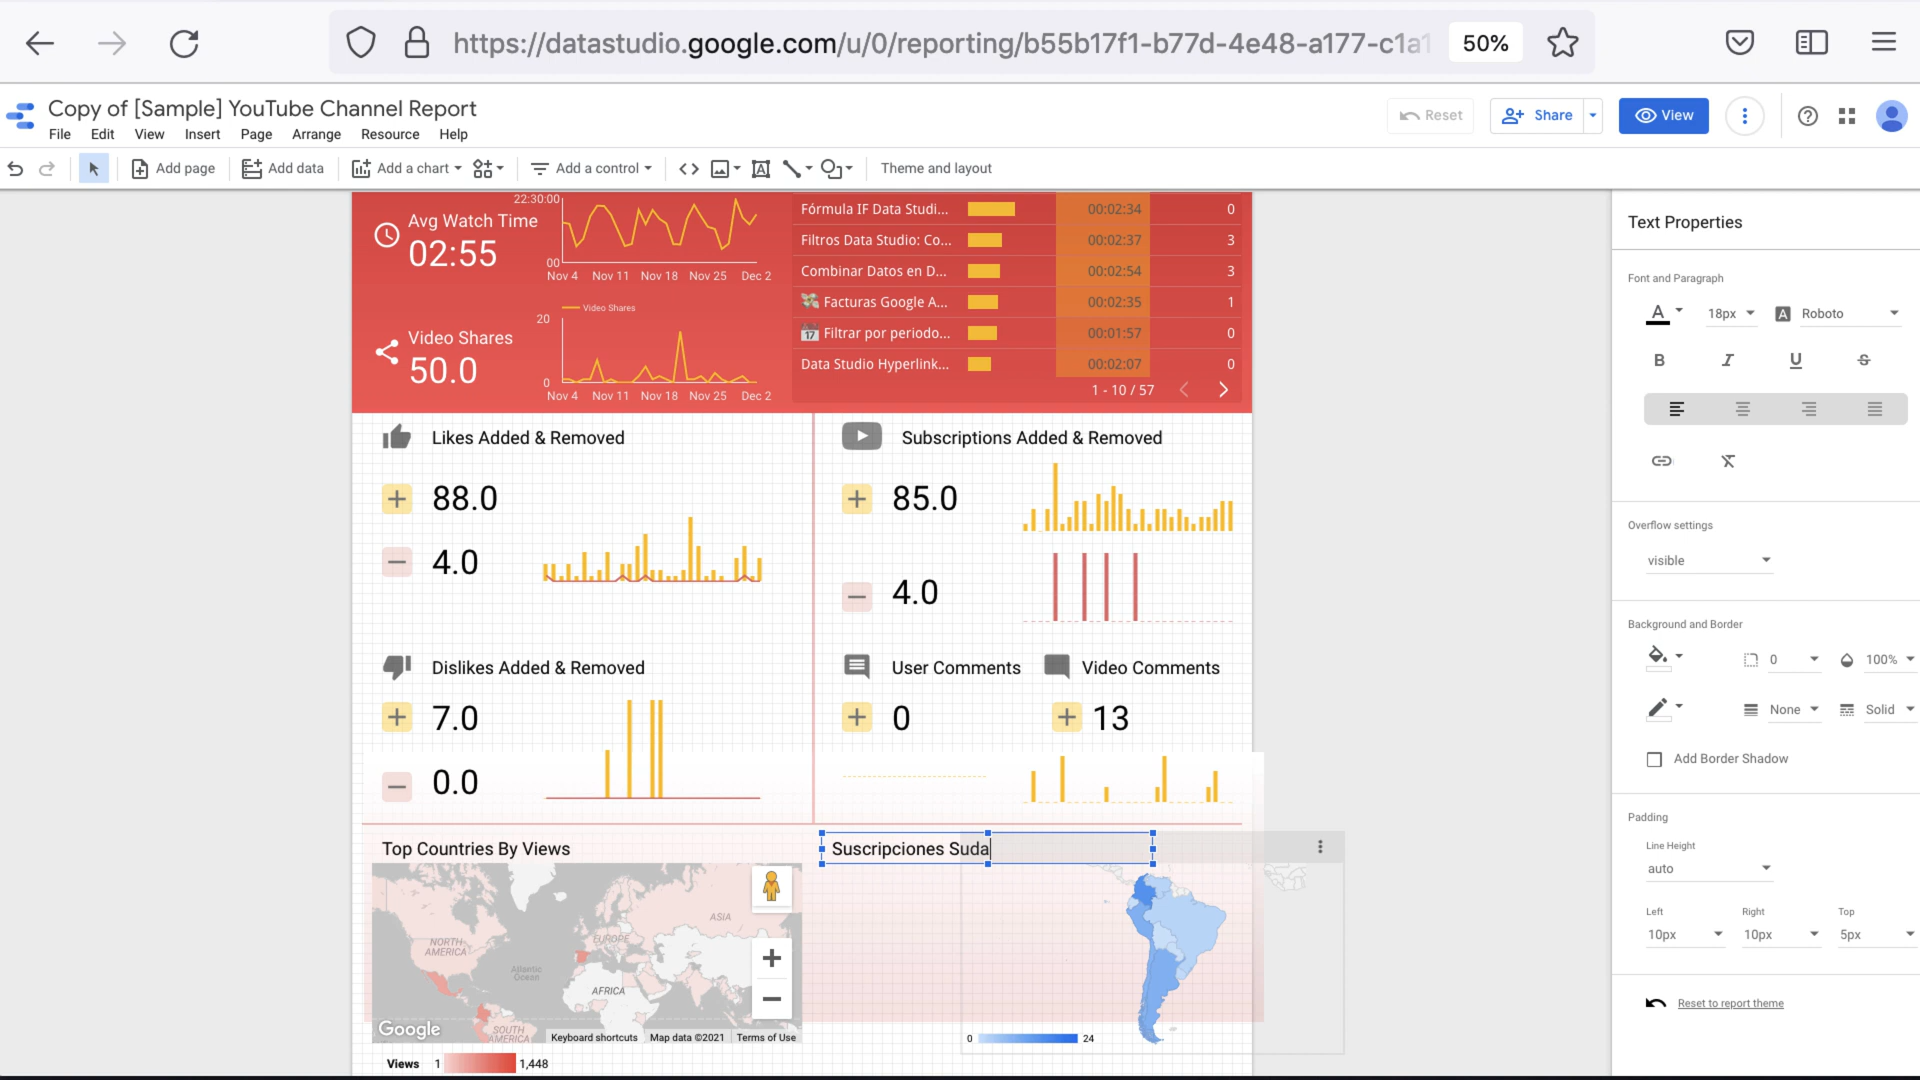 https://datastudio.google.com/u/0/reporting/b55b17f1-b77d-4e48-a177-c1a1
50%
Copy of [Sample] YouTube Channel Report
File Edit View Insert Page Arrange Resource Help
Reset
Share
View
Add page
Add data
Add a chart
Add a control
Theme and layout
Avg Watch Time
02:55
22:30:00
00
Nov 4 Nov 11 Nov 18 Nov 25 Dec 2
Video Shares
50.0
Video Shares
20
0
Nov 4 Nov 11 Nov 18 Nov 25 Dec 2
Fórmula IF Data Studi... 00:02:34 0
Filtros Data Studio: Co... 00:02:37 3
Combinar Datos en D... 00:02:54 3
💸 Facturas Google A... 00:02:35 1
📅 Filtrar por periodo... 00:01:57 0
Data Studio Hyperlink... 00:02:07 0
1 - 10 / 57
Likes Added & Removed
88.0
4.0
Subscriptions Added & Removed
85.0
4.0
Dislikes Added & Removed
7.0
0.0
User Comments
0
Video Comments
13
Top Countries By Views
NORTH AMERICA
Atlantic Ocean
EUROPE
ASIA
AFRICA
SOUTH AMERICA
Google
Keyboard shortcuts Map data ©2021 Terms of Use
Views 1 1,448
Suscripciones Suda
0 24
Text Properties
Font and Paragraph
A 18px A Roboto
B I U S
Overflow settings
visible
Background and Border
0 100%
None Solid
Add Border Shadow
Padding
Line Height
auto
Left Right Top
10px 10px 5px
Reset to report theme